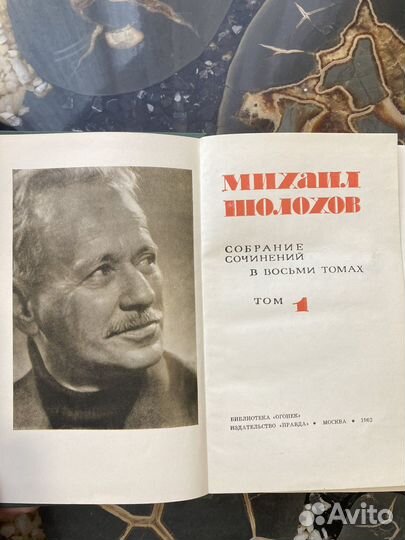 МИХАИЛ
ШОЛОХОВ
СОБРАНИЕ
СОЧИНЕНИЙ
В ВОСЬМИ ТОМАХ
ТОМ 1
БИБЛИОТЕКА «ОГОНЕК»
ИЗДАТЕЛЬСТВО «ПРАВДА» • МОСКВА • 1962
Avito